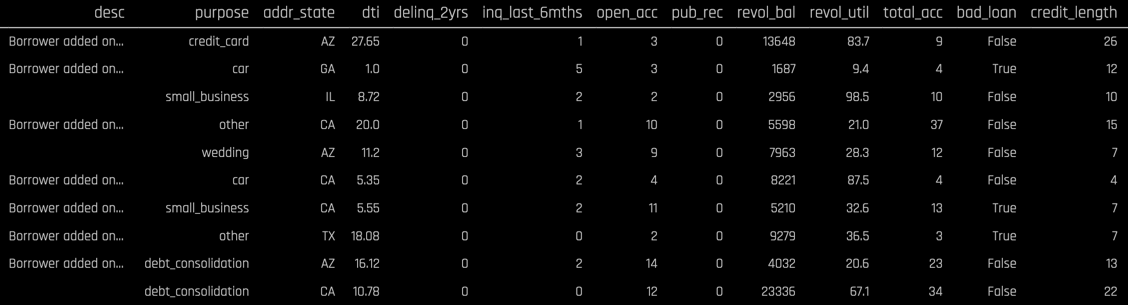 desc purpose addr_state dti delinq_2yrs inq_last_6mths open_acc pub_rec revol_bal revol_util total_acc bad_loan credit_length
Borrower added on... credit_card AZ 27.65 0 1 3 0 13648 83.7 9 False 26
Borrower added on... car GA 1.0 0 5 3 0 1687 9.4 4 True 12
small_business IL 8.72 0 2 2 0 2956 98.5 10 False 10
Borrower added on... other CA 20.0 0 1 10 0 5598 21.0 37 False 15
wedding AZ 11.2 0 3 9 0 7963 28.3 12 False 7
Borrower added on... car CA 5.35 0 2 4 0 8221 87.5 4 False 4
Borrower added on... small_business CA 5.55 0 2 11 0 5210 32.6 13 True 7
Borrower added on... other TX 18.08 0 0 2 0 9279 36.5 3 True 7
Borrower added on... debt_consolidation AZ 16.12 0 2 14 0 4032 20.6 23 False 13
debt_consolidation CA 10.78 0 0 12 0 23336 67.1 34 False 22